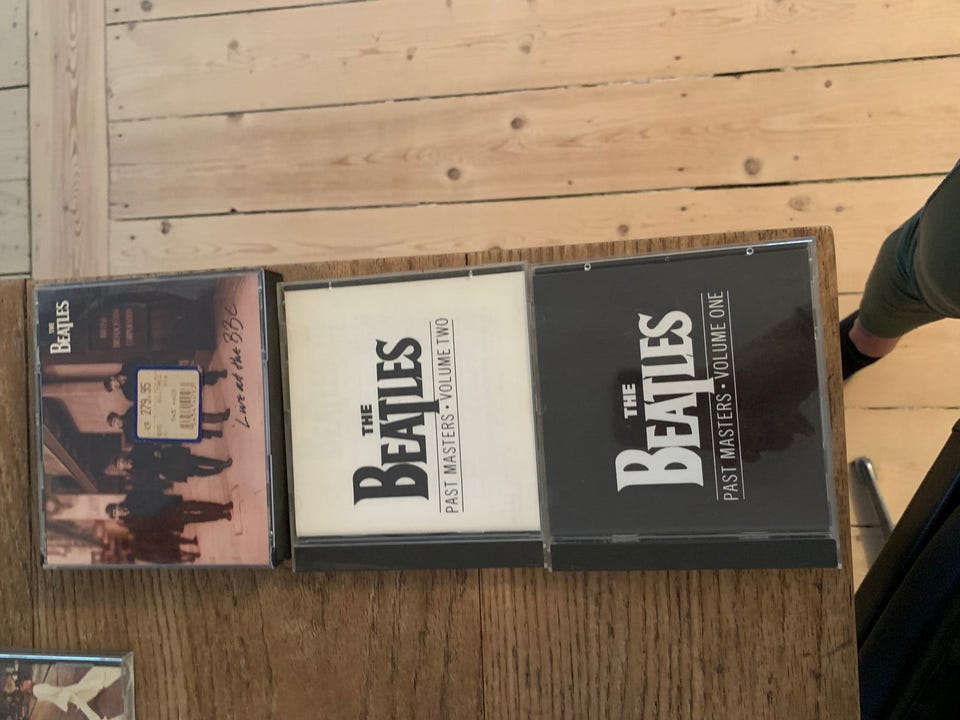 THE
BEATLES
Live at the BBC
KR 279.95
THE
BEATLES
PAST MASTERS • VOLUME TWO
THE
BEATLES
PAST MASTERS • VOLUME ONE